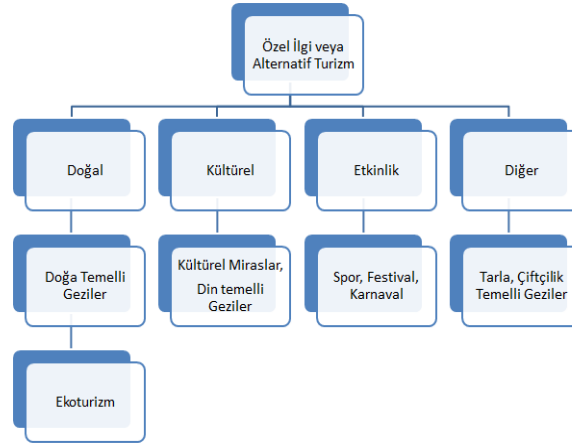 Özel İlgi veya
Alternatif Turizm
Doğal
Kültürel
Etkinlik
Diğer
Doğa Temelli
Geziler
Kültürel Miraslar,
Din temelli
Geziler
Spor, Festival,
Karnaval
Tarla, Çiftçilik
Temelli Geziler
Ekoturizm